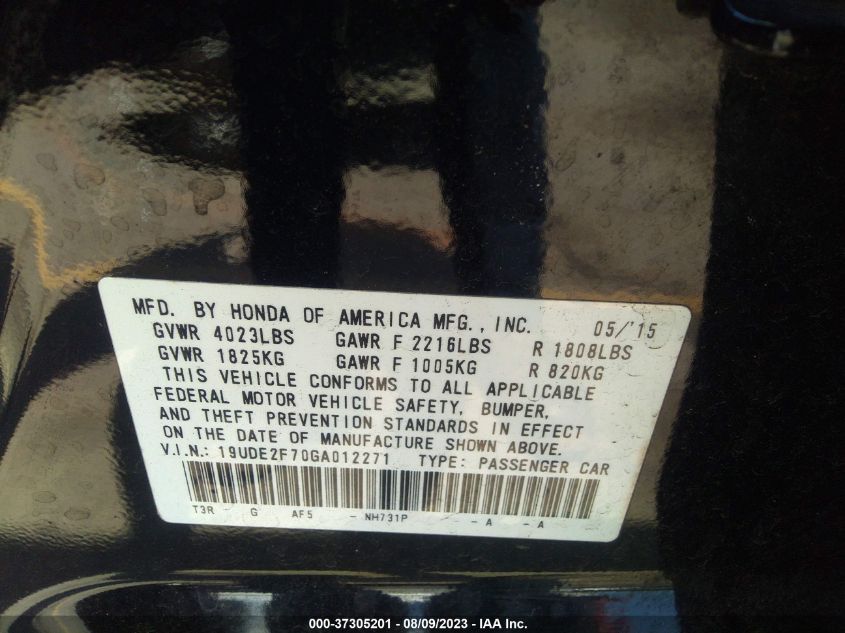 MFD. BY HONDA OF AMERICA MFG., INC. 05/'15
GVWR 4023LBS GAWR F 2216LBS R 1808LBS
GVWR 1825KG GAWR F 1005KG R 820KG
THIS VEHICLE CONFORMS TO ALL APPLICABLE
FEDERAL MOTOR VEHICLE SAFETY, BUMPER,
AND THEFT PREVENTION STANDARDS IN EFFECT
ON THE DATE OF MANUFACTURE SHOWN ABOVE.
V.I.N.: 19UDE2F70GA012271 TYPE: PASSENGER CAR
T3R - G AF5 - NH731P - A - A
000-37305201 - 08/09/2023 - IAA Inc.